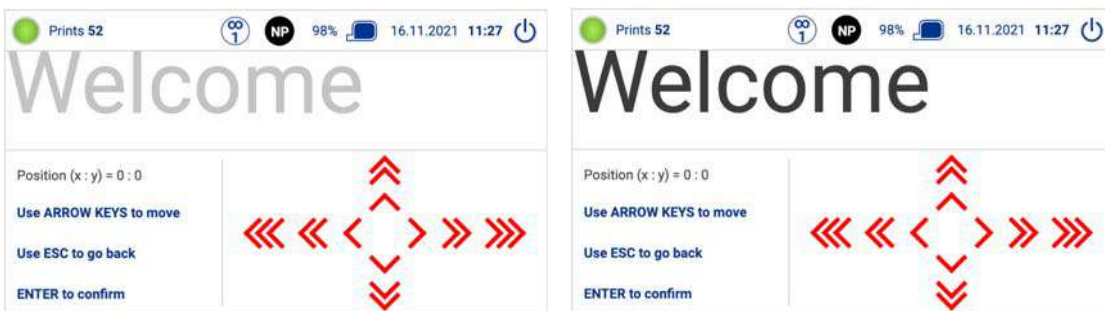 Prints 52 ∞ 1 NP 98% 16.11.2021 11:27
Welcome
Position (x : y) = 0 : 0
Use ARROW KEYS to move
Use ESC to go back
ENTER to confirm
Prints 52 ∞ 1 NP 98% 16.11.2021 11:27
Welcome
Position (x : y) = 0 : 0
Use ARROW KEYS to move
Use ESC to go back
ENTER to confirm